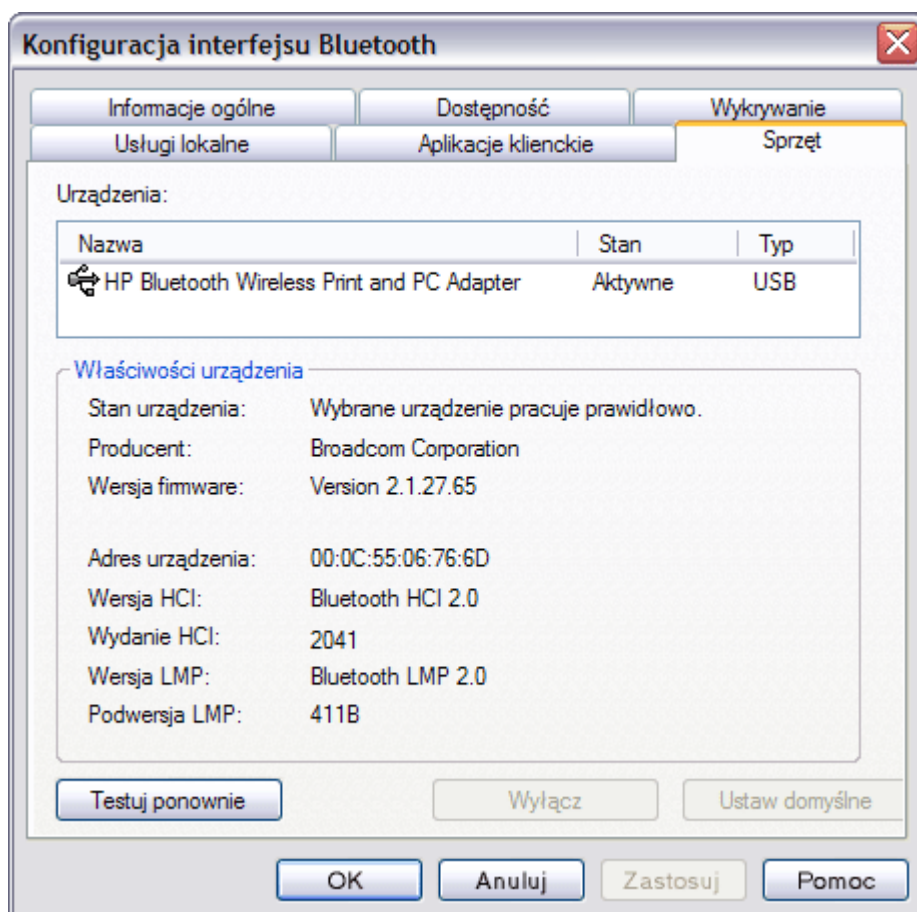 Konfiguracja interfejsu Bluetooth
Informacje ogólne Dostępność Wykrywanie
Usługi lokalne Aplikacje klienckie Sprzęt
Urządzenia:
Nazwa Stan Typ
HP Bluetooth Wireless Print and PC Adapter Aktywne USB
Właściwości urządzenia
Stan urządzenia: Wybrane urządzenie pracuje prawidłowo.
Producent: Broadcom Corporation
Wersja firmware: Version 2.1.27.65
Adres urządzenia: 00:0C:55:06:76:6D
Wersja HCI: Bluetooth HCI 2.0
Wydanie HCI: 2041
Wersja LMP: Bluetooth LMP 2.0
Podwersja LMP: 411B
Testuj ponownie Wyłącz Ustaw domyślne
OK Anuluj Zastosuj Pomoc